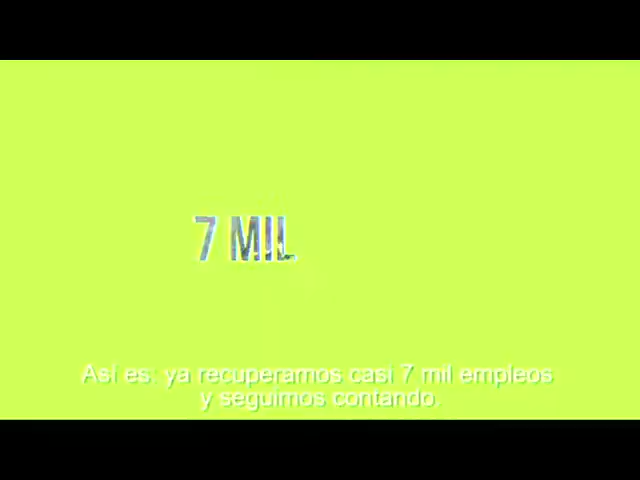 7 MIL
Así es: ya recuperamos casi 7 mil empleos
y seguimos contando.